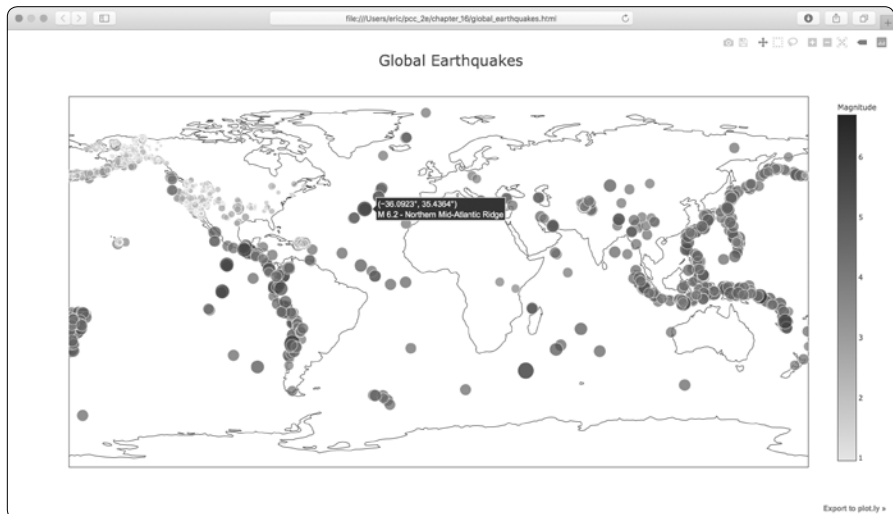 file:///Users/eric/pcc_2e/chapter_16/global_earthquakes.html
Global Earthquakes
Magnitude
6
5
4
3
2
1
(−36.0923°, 35.4364°)
M 6.2 - Northern Mid-Atlantic Ridge
Export to plot.ly »